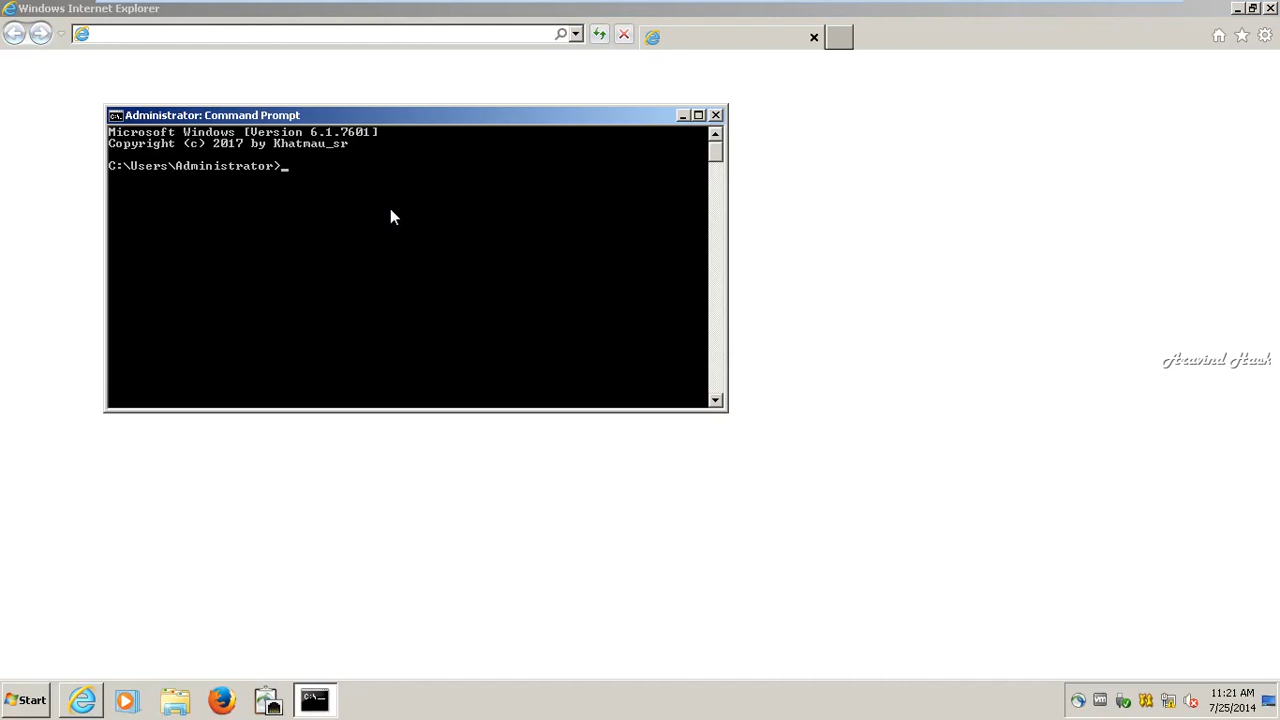 Windows Internet Explorer
Administrator: Command Prompt
Microsoft Windows [Version 6.1.7601]
Copyright (c) 2017 by Khatmau_sr
C:\Users\Administrator>_
Aravind Hash
Start
11:21 AM
7/25/2014